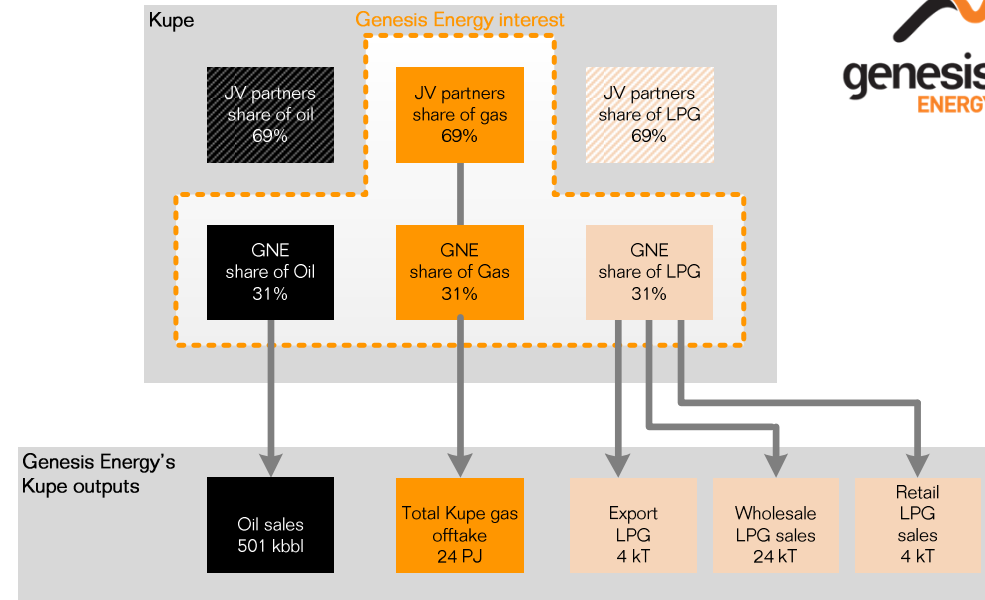 Kupe
Genesis Energy interest
genesis
ENERGY
JV partners
share of oil
69%
JV partners
share of gas
69%
JV partners
share of LPG
69%
GNE
share of Oil
31%
GNE
share of Gas
31%
GNE
share of LPG
31%
Genesis Energy's
Kupe outputs
Oil sales
501 kbbl
Total Kupe gas
offtake
24 PJ
Export
LPG
4 kT
Wholesale
LPG sales
24 kT
Retail
LPG
sales
4 kT